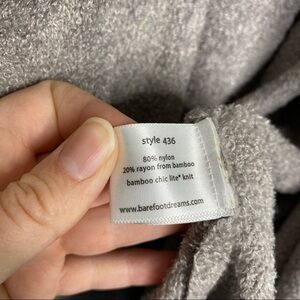 style 436
80% nylon
20% rayon from bamboo
bamboo chic lite® knit
www.barefootdreams.com